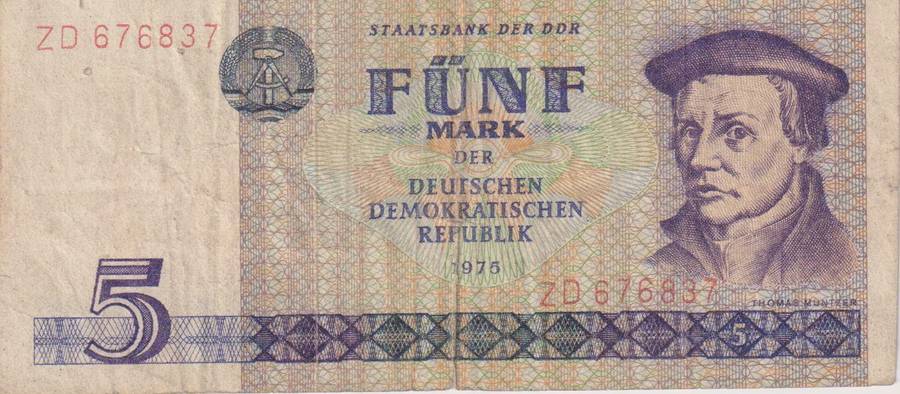 ZD 676837
STAATSBANK DER DDR
FÜNF
MARK
DER
DEUTSCHEN
DEMOKRATISCHEN
REPUBLIK
1975
ZD 676837
THOMAS MÜNTZER
5
5